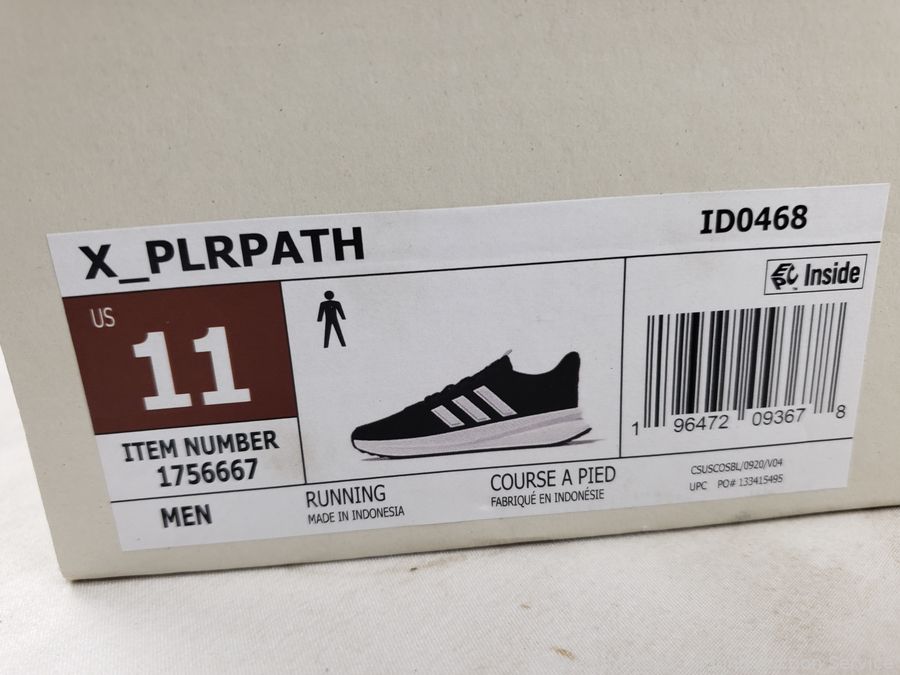 X_PLRPATH
ID0468
EPC Inside
US
11
ITEM NUMBER
1756667
MEN
RUNNING
MADE IN INDONESIA
COURSE A PIED
FABRIQUÉ EN INDONÉSIE
1 96472 09367 8
CSUSCOSBL/0920/V04
UPC PO# 133415495